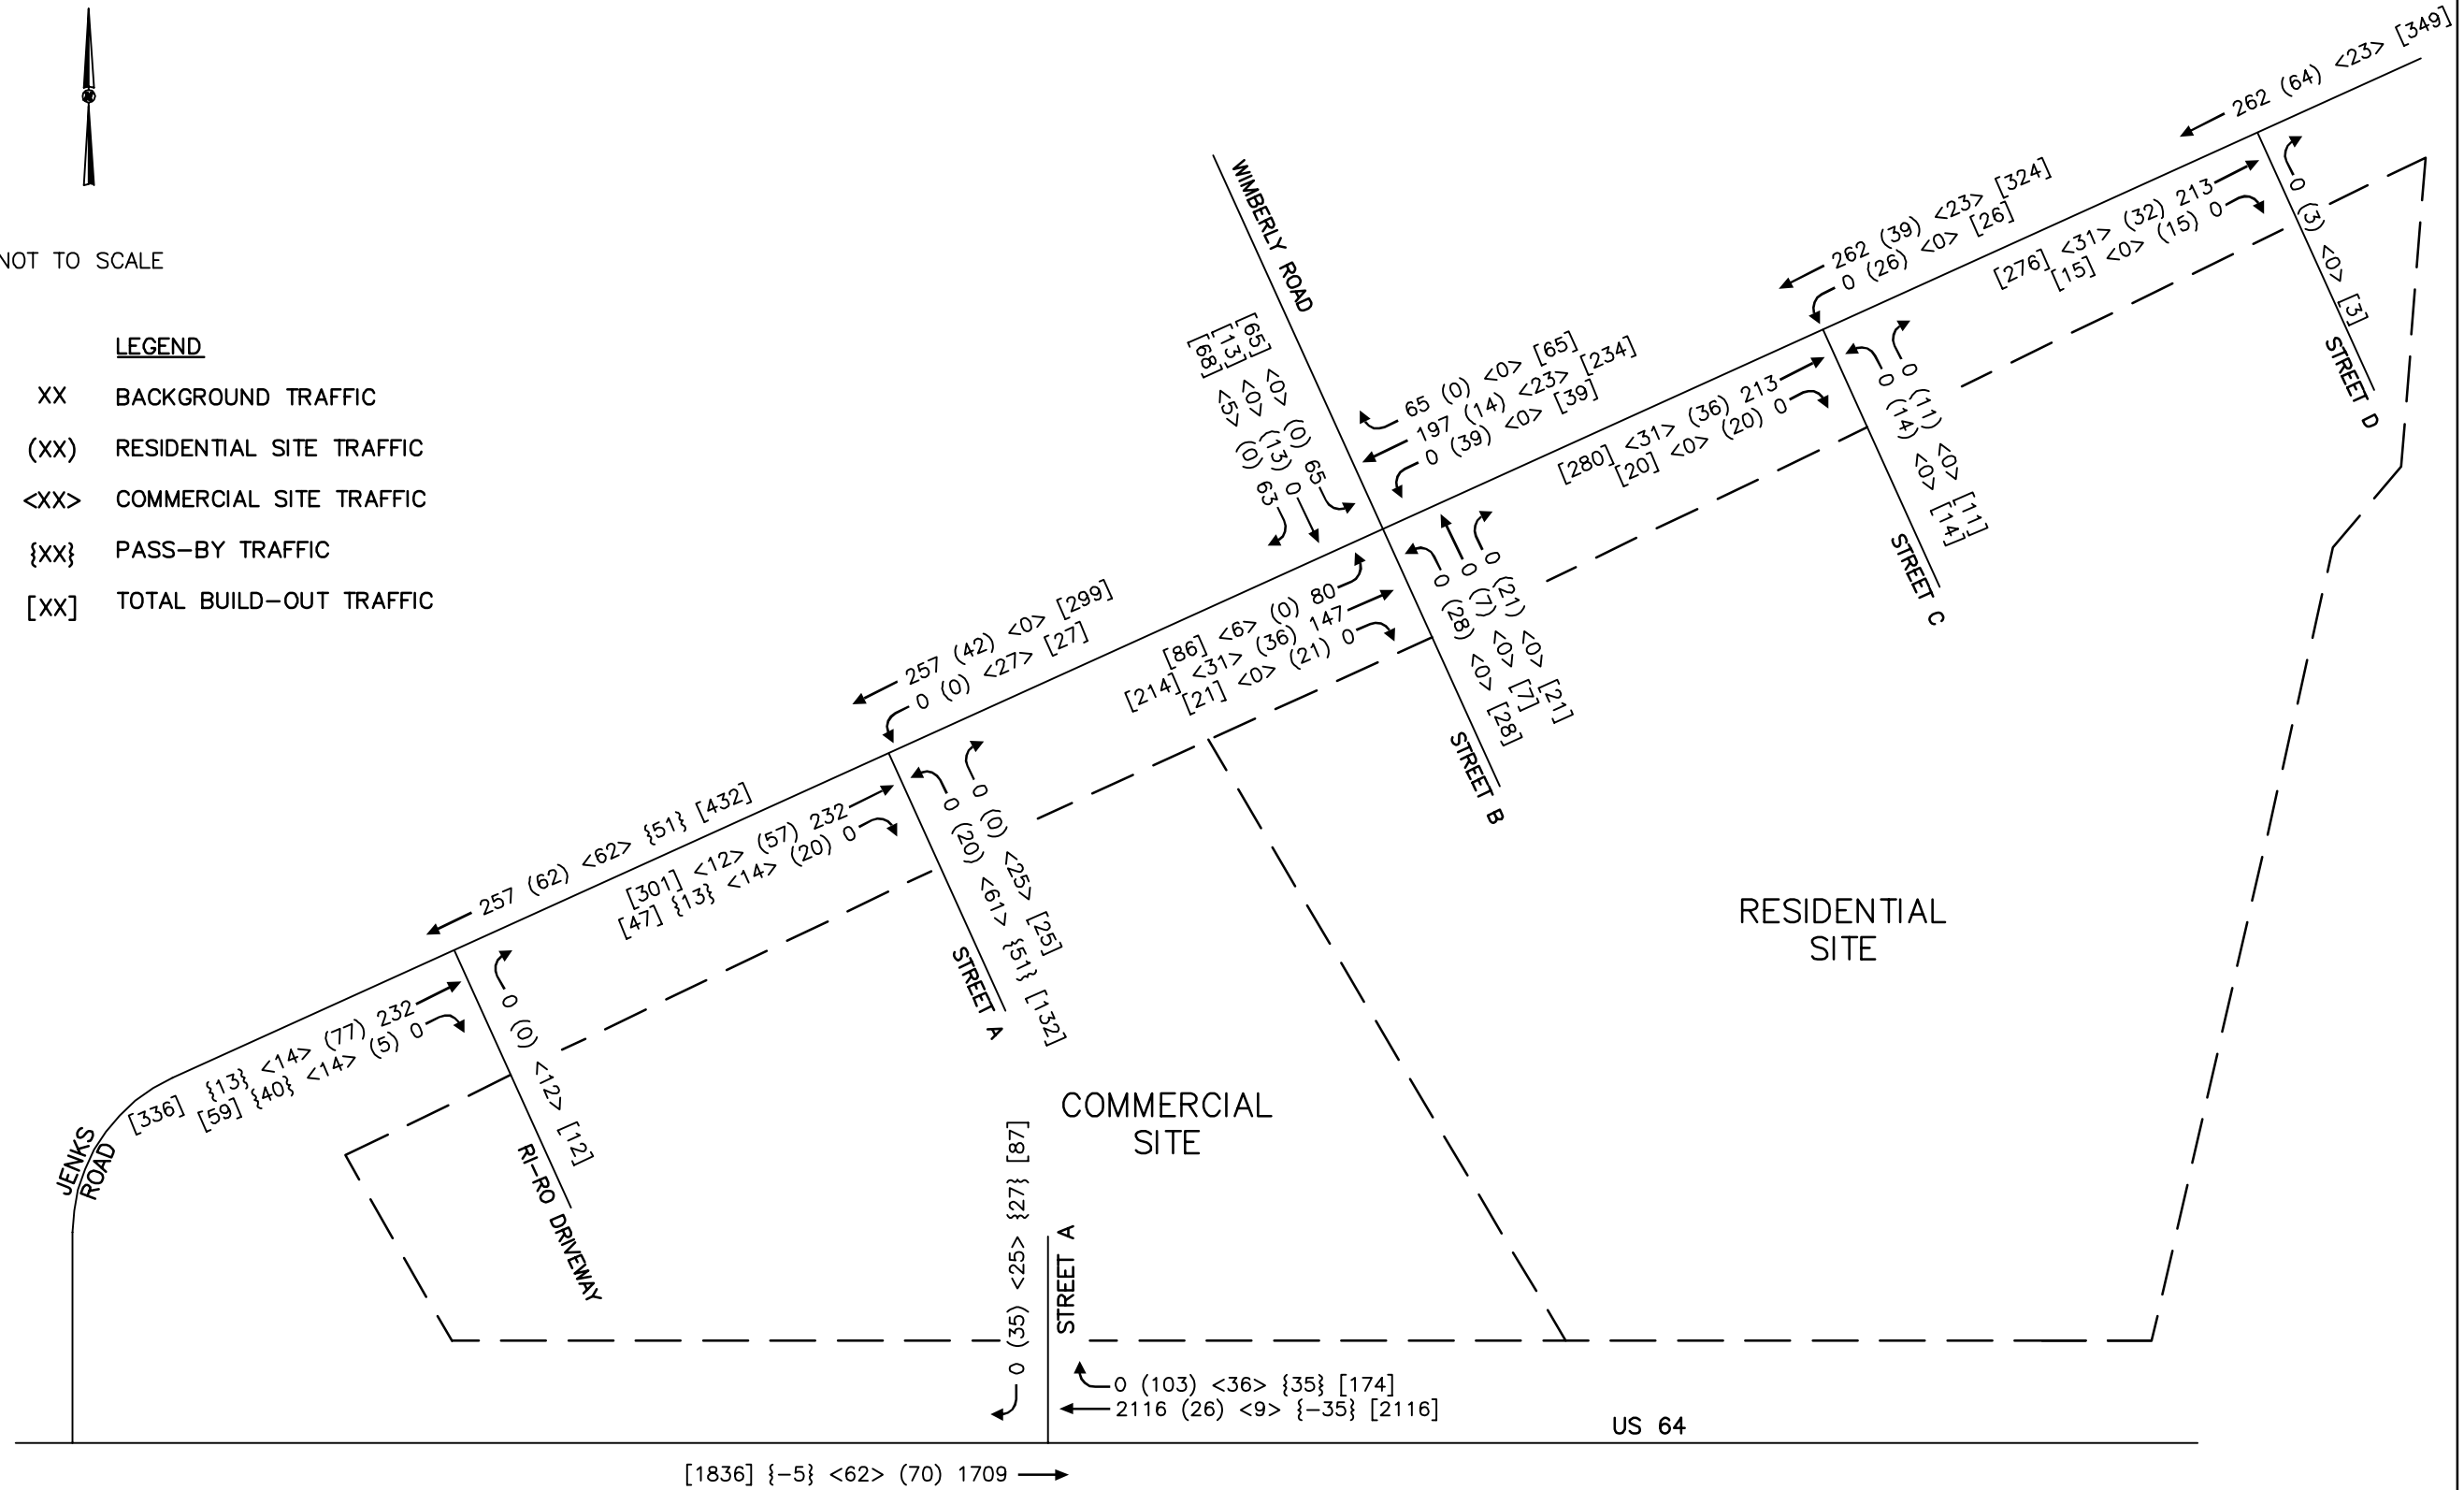 NOT TO SCALE
LEGEND
XX BACKGROUND TRAFFIC
(XX) RESIDENTIAL SITE TRAFFIC
<XX> COMMERCIAL SITE TRAFFIC
{XX} PASS-BY TRAFFIC
[XX] TOTAL BUILD-OUT TRAFFIC
262 (64) <23> [349]
0 (3) <0> [3]
STREET D
262 (39) <23> [324]
0 (26) <0> [26]
[276] <31> (32) 213
[15] <0> (15) 0
WIMBERLY ROAD
[65] <0> (0) 65
[13] <0> (13) 0
[68] <5> (0) 63
65 (0) <0> [65]
197 (14) <23> [234]
0 (39) <0> [39]
[280] <31> (36) 213
[20] <0> (20) 0
0 (11) <0> [11]
0 (14) <0> [14]
STREET C
257 (42) <0> [299]
0 (0) <27> [27]
[86] <6> (0) 80
[214] <31> (36) 147
[21] <0> (21) 0
0 (21) <0> [21]
0 (7) <0> [7]
0 (28) <0> [28]
STREET B
257 (62) <62> {51} [432]
[301] <12> (57) 232
[47] {13} <14> (20) 0
0 (0) <25> [25]
0 (20) <61> {51} [132]
STREET A
RESIDENTIAL
SITE
[336] {13} <14> (77) 232
[59] {40} <14> (5) 0
0 (0) <12> [12]
RI-RO DRIVEWAY
JENKS
ROAD
COMMERCIAL
SITE
0 (35) <25> {27} [87]
STREET A
0 (103) <36> {35} [174]
2116 (26) <9> {-35} [2116]
US 64
[1836] {-5} <62> (70) 1709